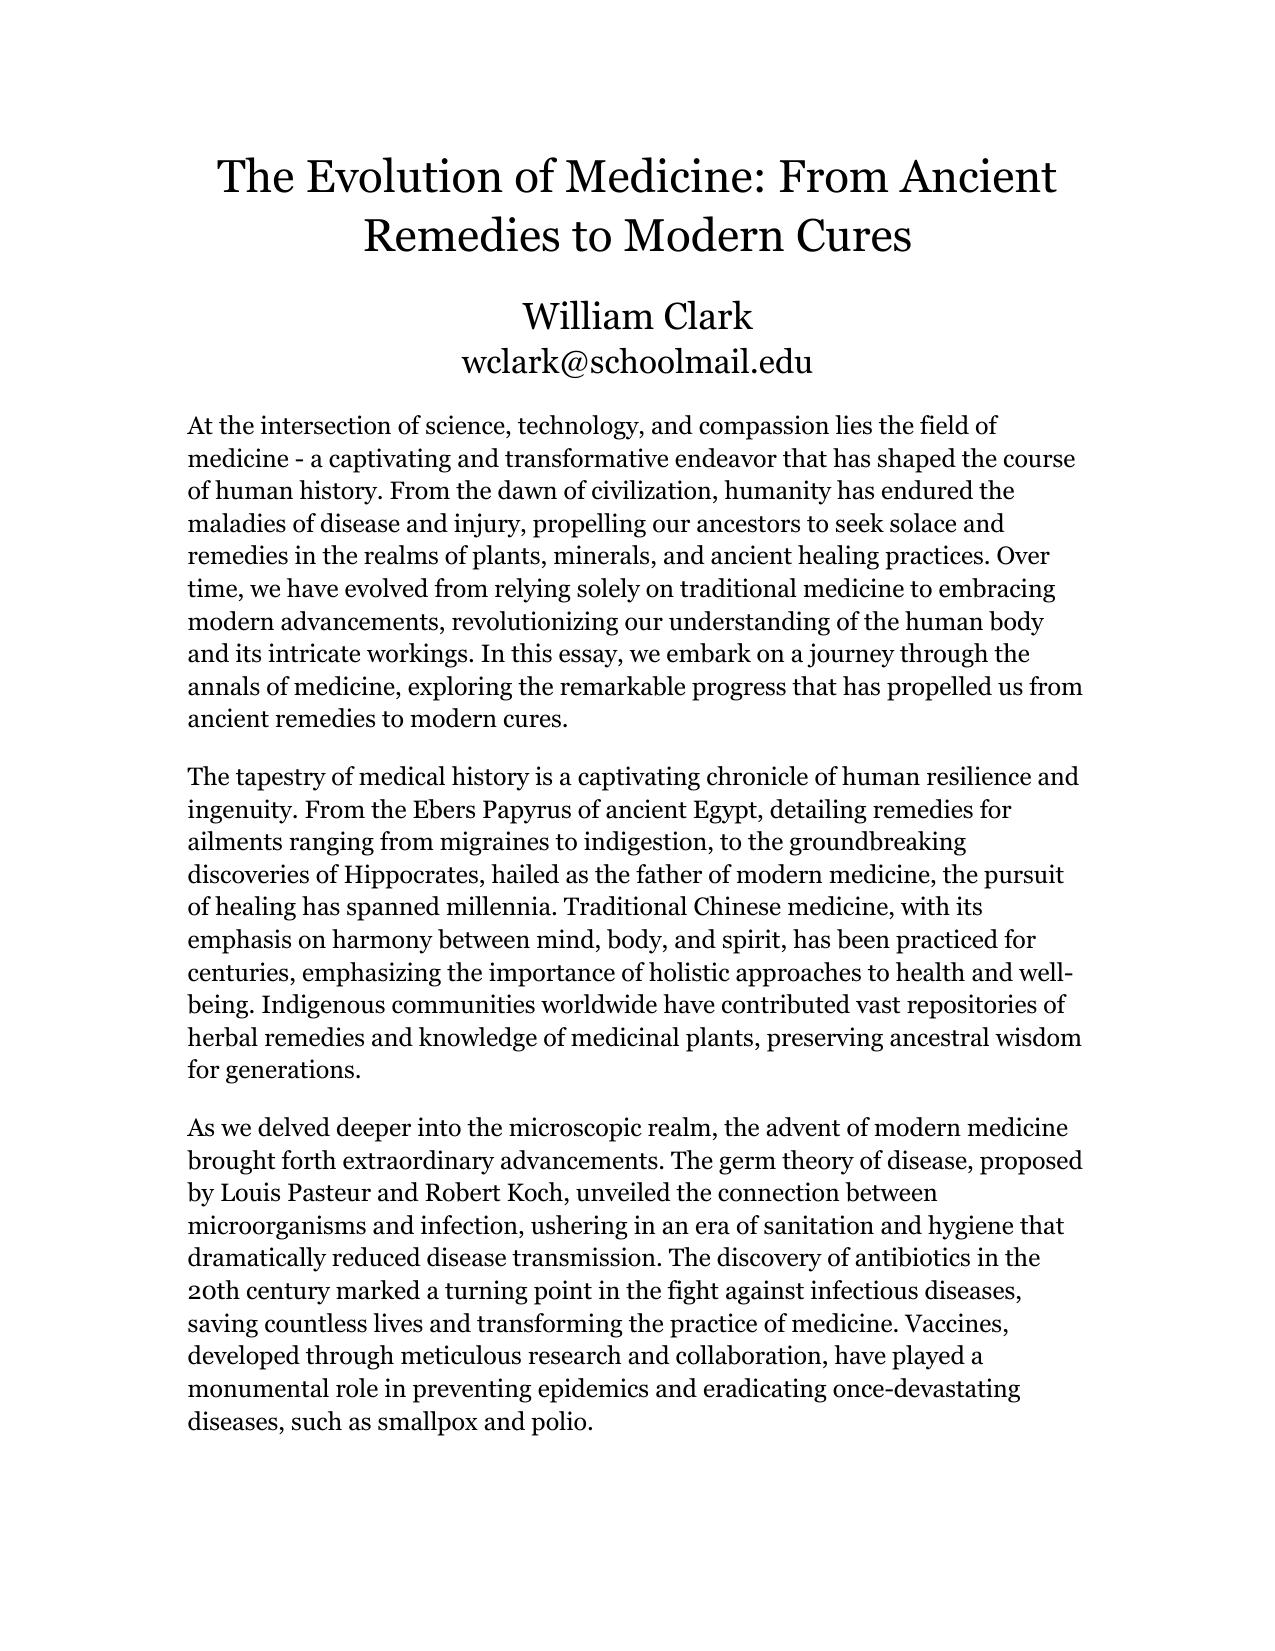 The Evolution of Medicine: From Ancient
Remedies to Modern Cures
William Clark
wclark@schoolmail.edu
At the intersection of science, technology, and compassion lies the field of
medicine - a captivating and transformative endeavor that has shaped the course
of human history. From the dawn of civilization, humanity has endured the
maladies of disease and injury, propelling our ancestors to seek solace and
remedies in the realms of plants, minerals, and ancient healing practices. Over
time, we have evolved from relying solely on traditional medicine to embracing
modern advancements, revolutionizing our understanding of the human body
and its intricate workings. In this essay, we embark on a journey through the
annals of medicine, exploring the remarkable progress that has propelled us from
ancient remedies to modern cures.
The tapestry of medical history is a captivating chronicle of human resilience and
ingenuity. From the Ebers Papyrus of ancient Egypt, detailing remedies for
ailments ranging from migraines to indigestion, to the groundbreaking
discoveries of Hippocrates, hailed as the father of modern medicine, the pursuit
of healing has spanned millennia. Traditional Chinese medicine, with its
emphasis on harmony between mind, body, and spirit, has been practiced for
centuries, emphasizing the importance of holistic approaches to health and well-
being. Indigenous communities worldwide have contributed vast repositories of
herbal remedies and knowledge of medicinal plants, preserving ancestral wisdom
for generations.
As we delved deeper into the microscopic realm, the advent of modern medicine
brought forth extraordinary advancements. The germ theory of disease, proposed
by Louis Pasteur and Robert Koch, unveiled the connection between
microorganisms and infection, ushering in an era of sanitation and hygiene that
dramatically reduced disease transmission. The discovery of antibiotics in the
20th century marked a turning point in the fight against infectious diseases,
saving countless lives and transforming the practice of medicine. Vaccines,
developed through meticulous research and collaboration, have played a
monumental role in preventing epidemics and eradicating once-devastating
diseases, such as smallpox and polio.